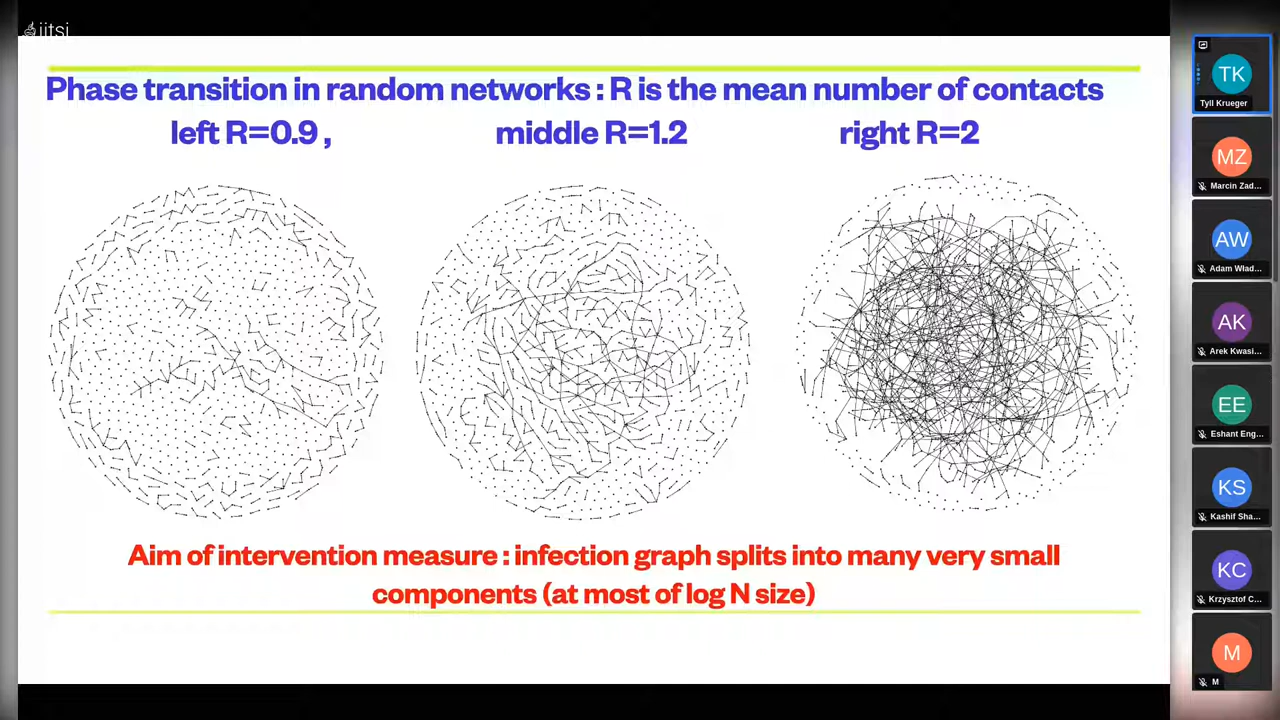 jitsi
Phase transition in random networks : R is the mean number of contacts
left R=0.9 , middle R=1.2 right R=2
Aim of intervention measure : infection graph splits into many very small
components (at most of log N size)
TK
Tyll Krueger
MZ
Marcin Zad...
AW
Adam Wład...
AK
Arek Kwasi...
EE
Eshant Eng...
KS
Kashif Sha...
KC
Krzysztof C...
M
M